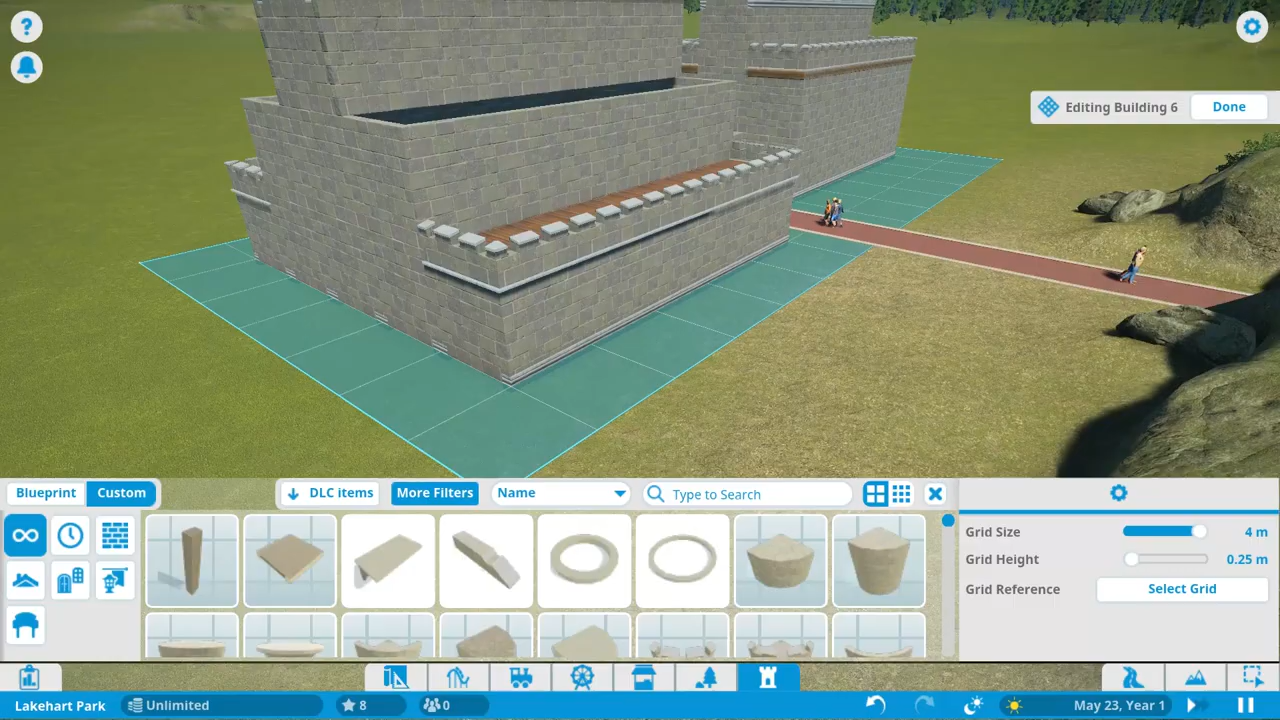 ?
Editing Building 6 Done
Blueprint Custom DLC items More Filters Name Type to Search
Grid Size 4 m
Grid Height 0.25 m
Grid Reference Select Grid
Lakehart Park Unlimited 8 0 May 23, Year 1